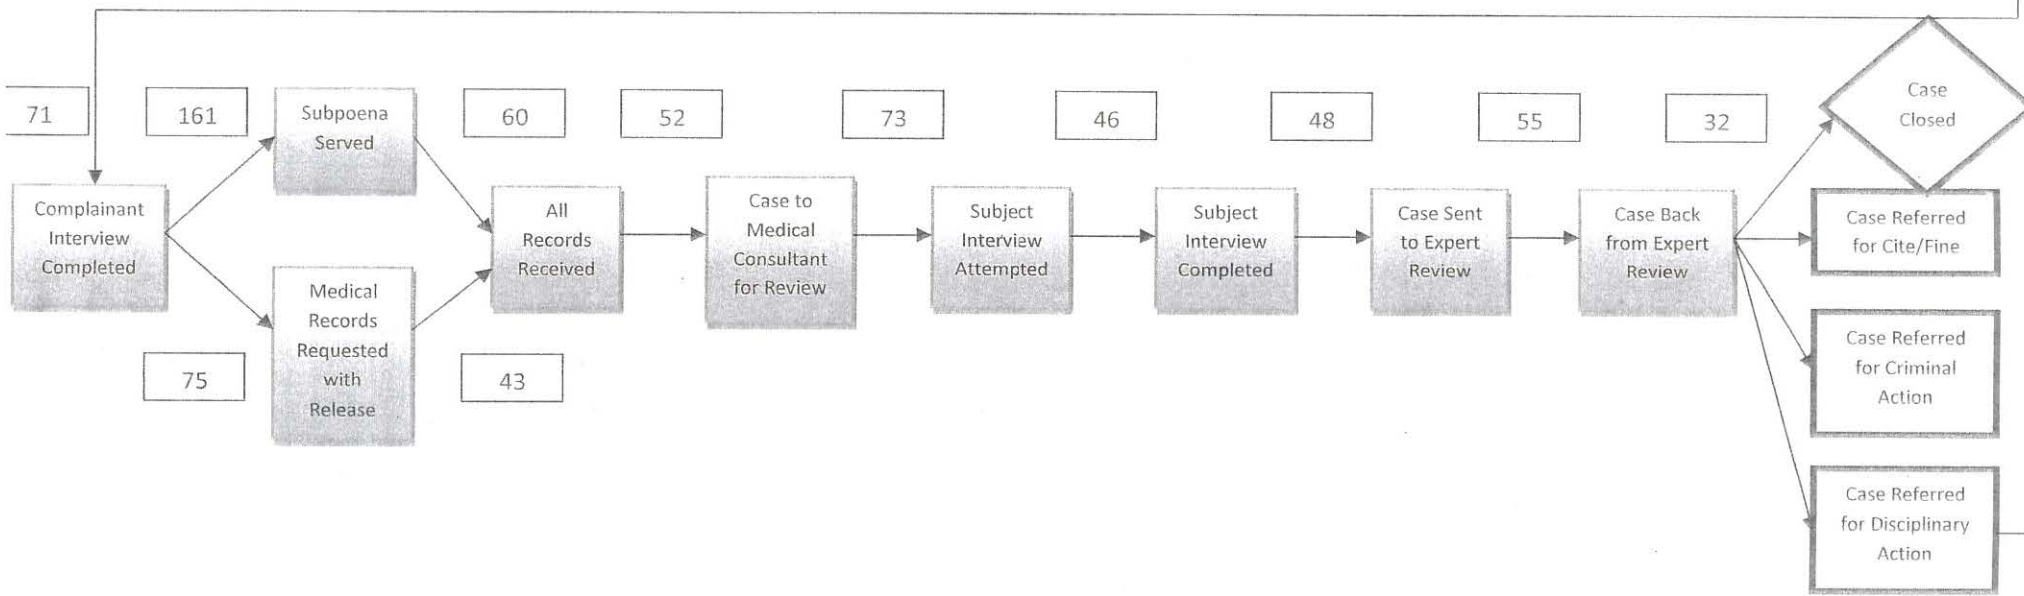 71
161
Subpoena
Served
60
52
73
46
48
55
32
Case
Closed
Complainant
Interview
Completed
Medical
Records
Requested
with
Release
75
43
All
Records
Received
Case to
Medical
Consultant
for Review
Subject
Interview
Attempted
Subject
Interview
Completed
Case Sent
to Expert
Review
Case Back
from Expert
Review
Case Referred
for Cite/Fine
Case Referred
for Criminal
Action
Case Referred
for Disciplinary
Action